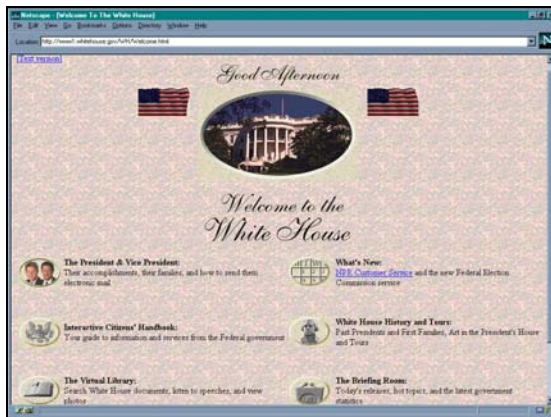 Netscape - [Welcome To The White House]
File Edit View Go Bookmarks Options Directory Window Help
Location: http://www1.whitehouse.gov/WH/Welcome.html
N
[Text version]
Good Afternoon
Welcome to the
White House
The President & Vice President:
Their accomplishments, their families, and how to send them
electronic mail
What's New:
NPR Customer Service and the new Federal Election
Commission service
Interactive Citizens' Handbook:
Your guide to information and services from the Federal government
White House History and Tours:
Past Presidents and First Families, Art in the President's House
and Tours
The Virtual Library:
Search White House documents, listen to speeches, and view
photos
The Briefing Room:
Today's releases, hot topics, and the latest government
statistics